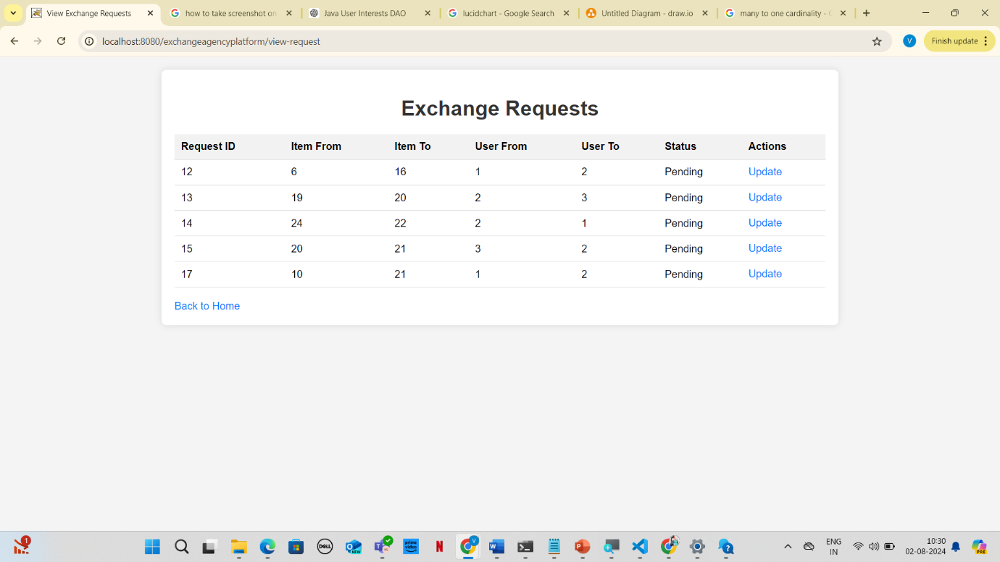 View Exchange Requests
how to take screenshot on
Java User Interests DAO
lucidchart - Google Search
Untitled Diagram - draw.io
many to one cardinality -
localhost:8080/exchangeagencyplatform/view-request
V
Finish update
Exchange Requests
Request ID Item From Item To User From User To Status Actions
12 6 16 1 2 Pending Update
13 19 20 2 3 Pending Update
14 24 22 2 1 Pending Update
15 20 21 3 2 Pending Update
17 10 21 1 2 Pending Update
Back to Home
1
DELL
NEW
prime video
N
V
ENG
IN
10:30
02-08-2024
PRE